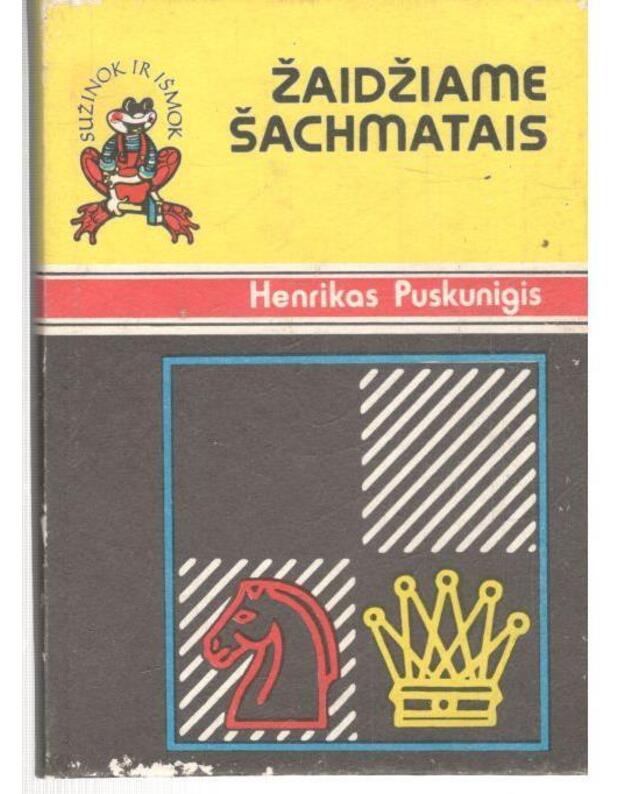 SUŽINOK IR IŠMOK
ŽAIDŽIAME
ŠACHMATAIS
Henrikas Puskunigis